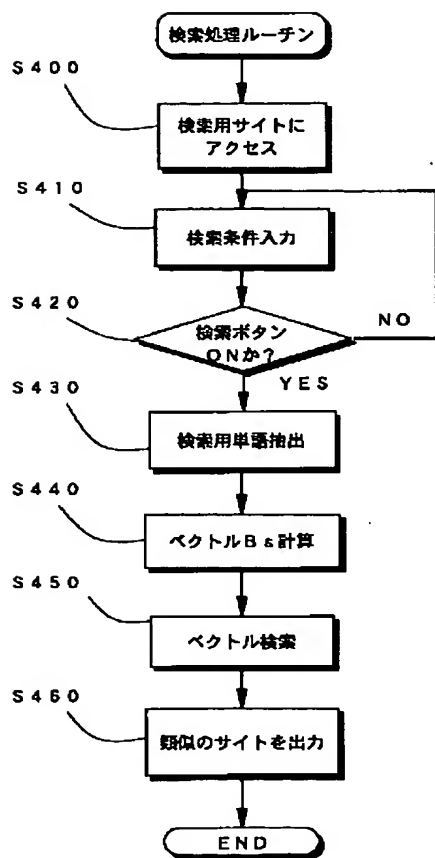 検索処理ルーチン
S400
検索用サイトに
アクセス
S410
検索条件入力
S420
検索ボタン
ONか?
NO
YES
S430
検索用単語抽出
S440
ベクトルBs計算
S450
ベクトル検索
S460
類似のサイトを出力
END